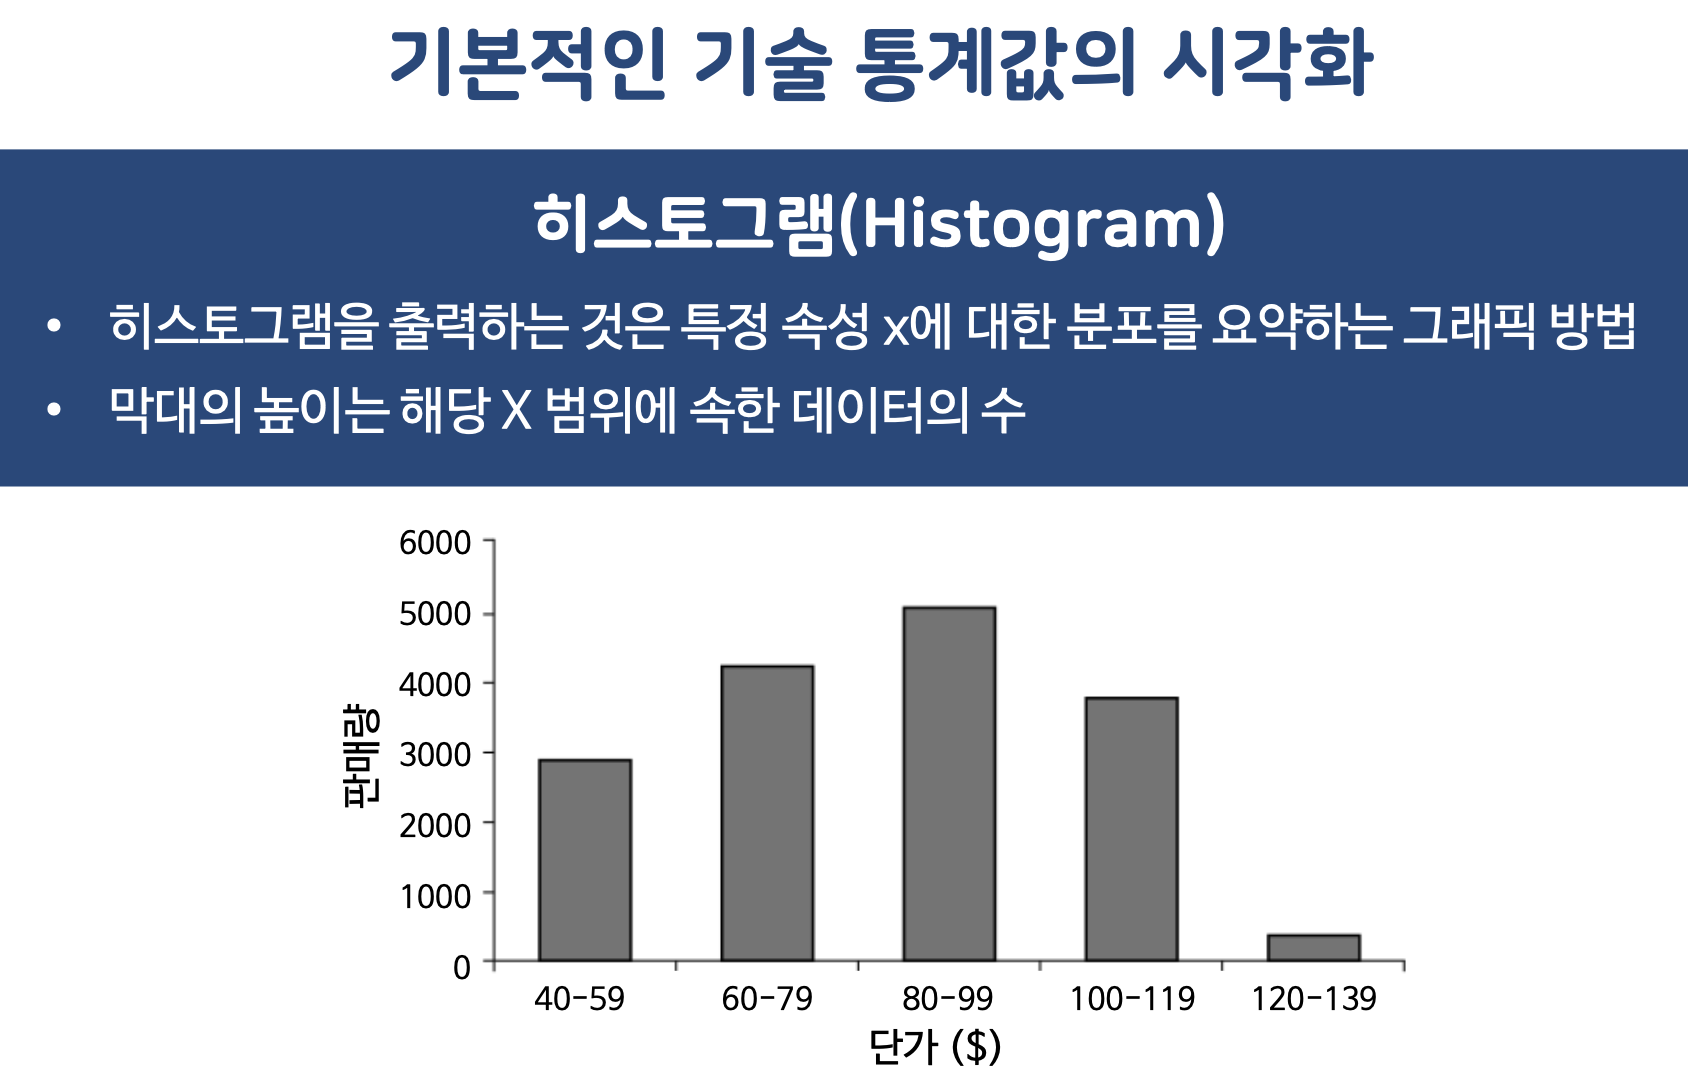 기본적인 기술 통계값의 시각화
히스토그램(Histogram)
• 히스토그램을 출력하는 것은 특정 속성 x에 대한 분포를 요약하는 그래픽 방법
• 막대의 높이는 해당 X 범위에 속한 데이터의 수
6000
5000
4000
3000
2000
1000
0
판매량
40-59 60-79 80-99 100-119 120-139
단가 ($)